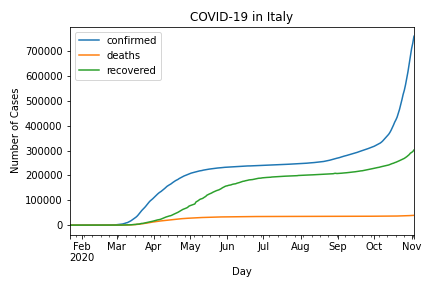 COVID-19 in Italy
confirmed
deaths
recovered
Number of Cases
700000
600000
500000
400000
300000
200000
100000
0
Feb Mar Apr May Jun Jul Aug Sep Oct Nov
2020
Day